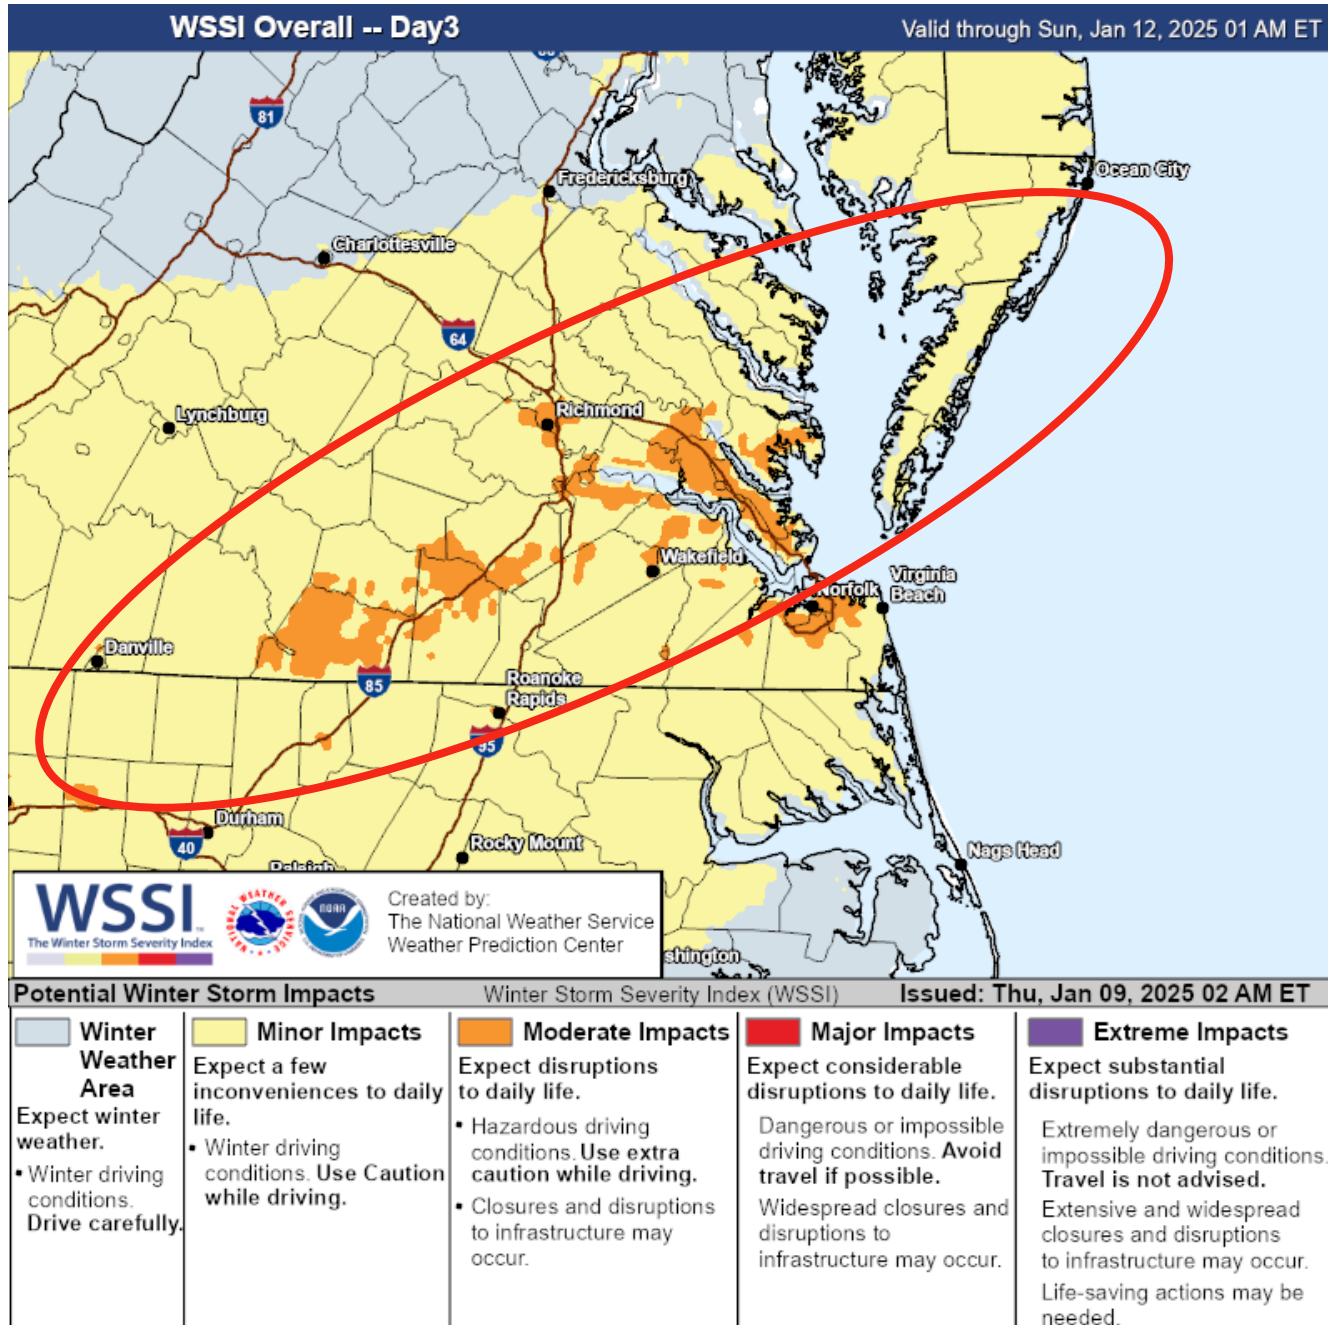 WSSI Overall -- Day3
Valid through Sun, Jan 12, 2025 01 AM ET
81
Ocean City
Fredericksburg
Charlottesville
64
Lynchburg
Richmond
Wakefield
Norfolk
Virginia
Beach
Danville
85
Roanoke
Rapids
95
Durham
40
Rocky Mount
Raleigh
Nags Head
shington
WSSI
The Winter Storm Severity Index
NATIONAL WEATHER SERVICE
NOAA
Created by:
The National Weather Service
Weather Prediction Center
Potential Winter Storm Impacts
Winter Storm Severity Index (WSSI)
Issued: Thu, Jan 09, 2025 02 AM ET
Winter
Weather
Area
Expect winter
weather.
▪ Winter driving
conditions.
Drive carefully.
Minor Impacts
Expect a few
inconveniences to daily
life.
▪ Winter driving
conditions. Use Caution
while driving.
Moderate Impacts
Expect disruptions
to daily life.
▪ Hazardous driving
conditions. Use extra
caution while driving.
▪ Closures and disruptions
to infrastructure may
occur.
Major Impacts
Expect considerable
disruptions to daily life.
Dangerous or impossible
driving conditions. Avoid
travel if possible.
Widespread closures and
disruptions to
infrastructure may occur.
Extreme Impacts
Expect substantial
disruptions to daily life.
Extremely dangerous or
impossible driving conditions.
Travel is not advised.
Extensive and widespread
closures and disruptions
to infrastructure may occur.
Life-saving actions may be
needed.